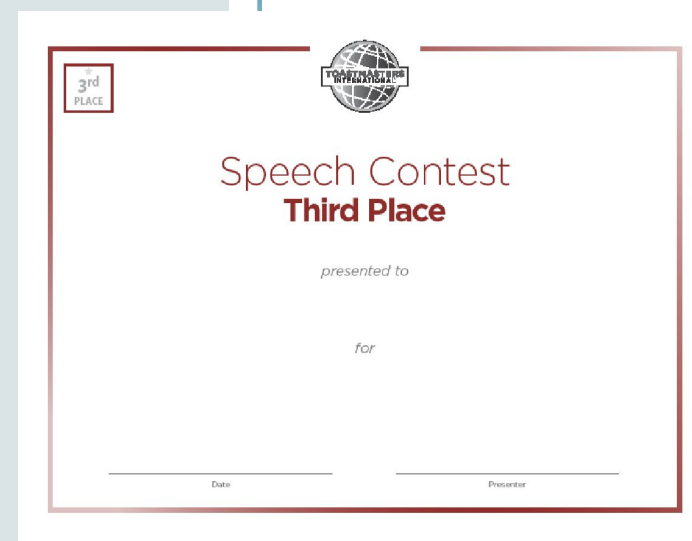 TOASTMASTERS
INTERNATIONAL
3rd
PLACE
Speech Contest
Third Place
presented to
for
Date
Presenter